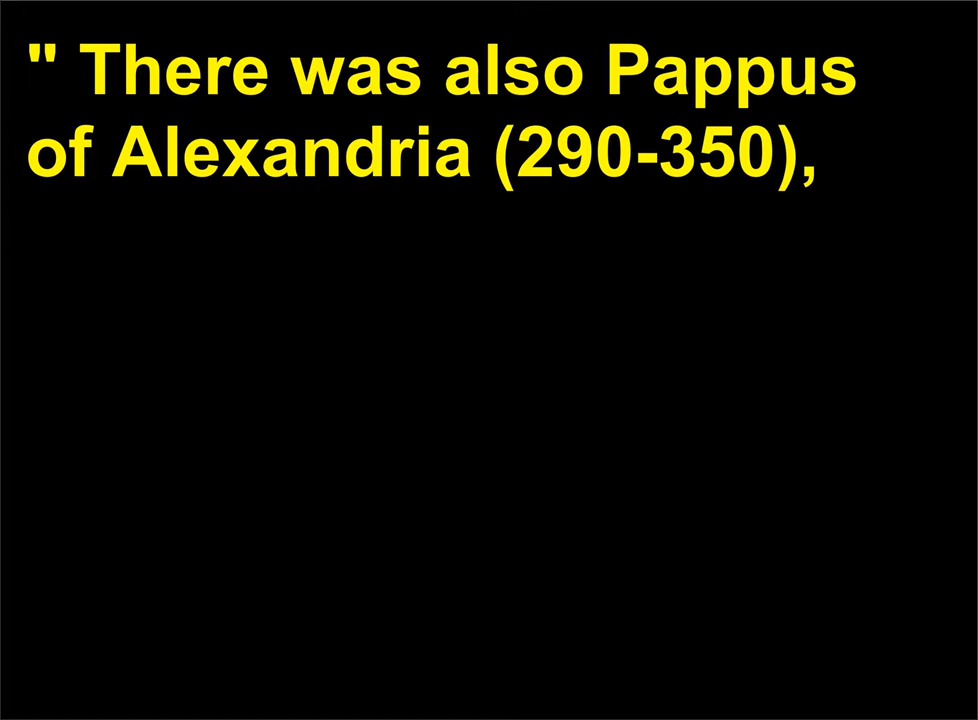 " There was also Pappus
of Alexandria (290-350),